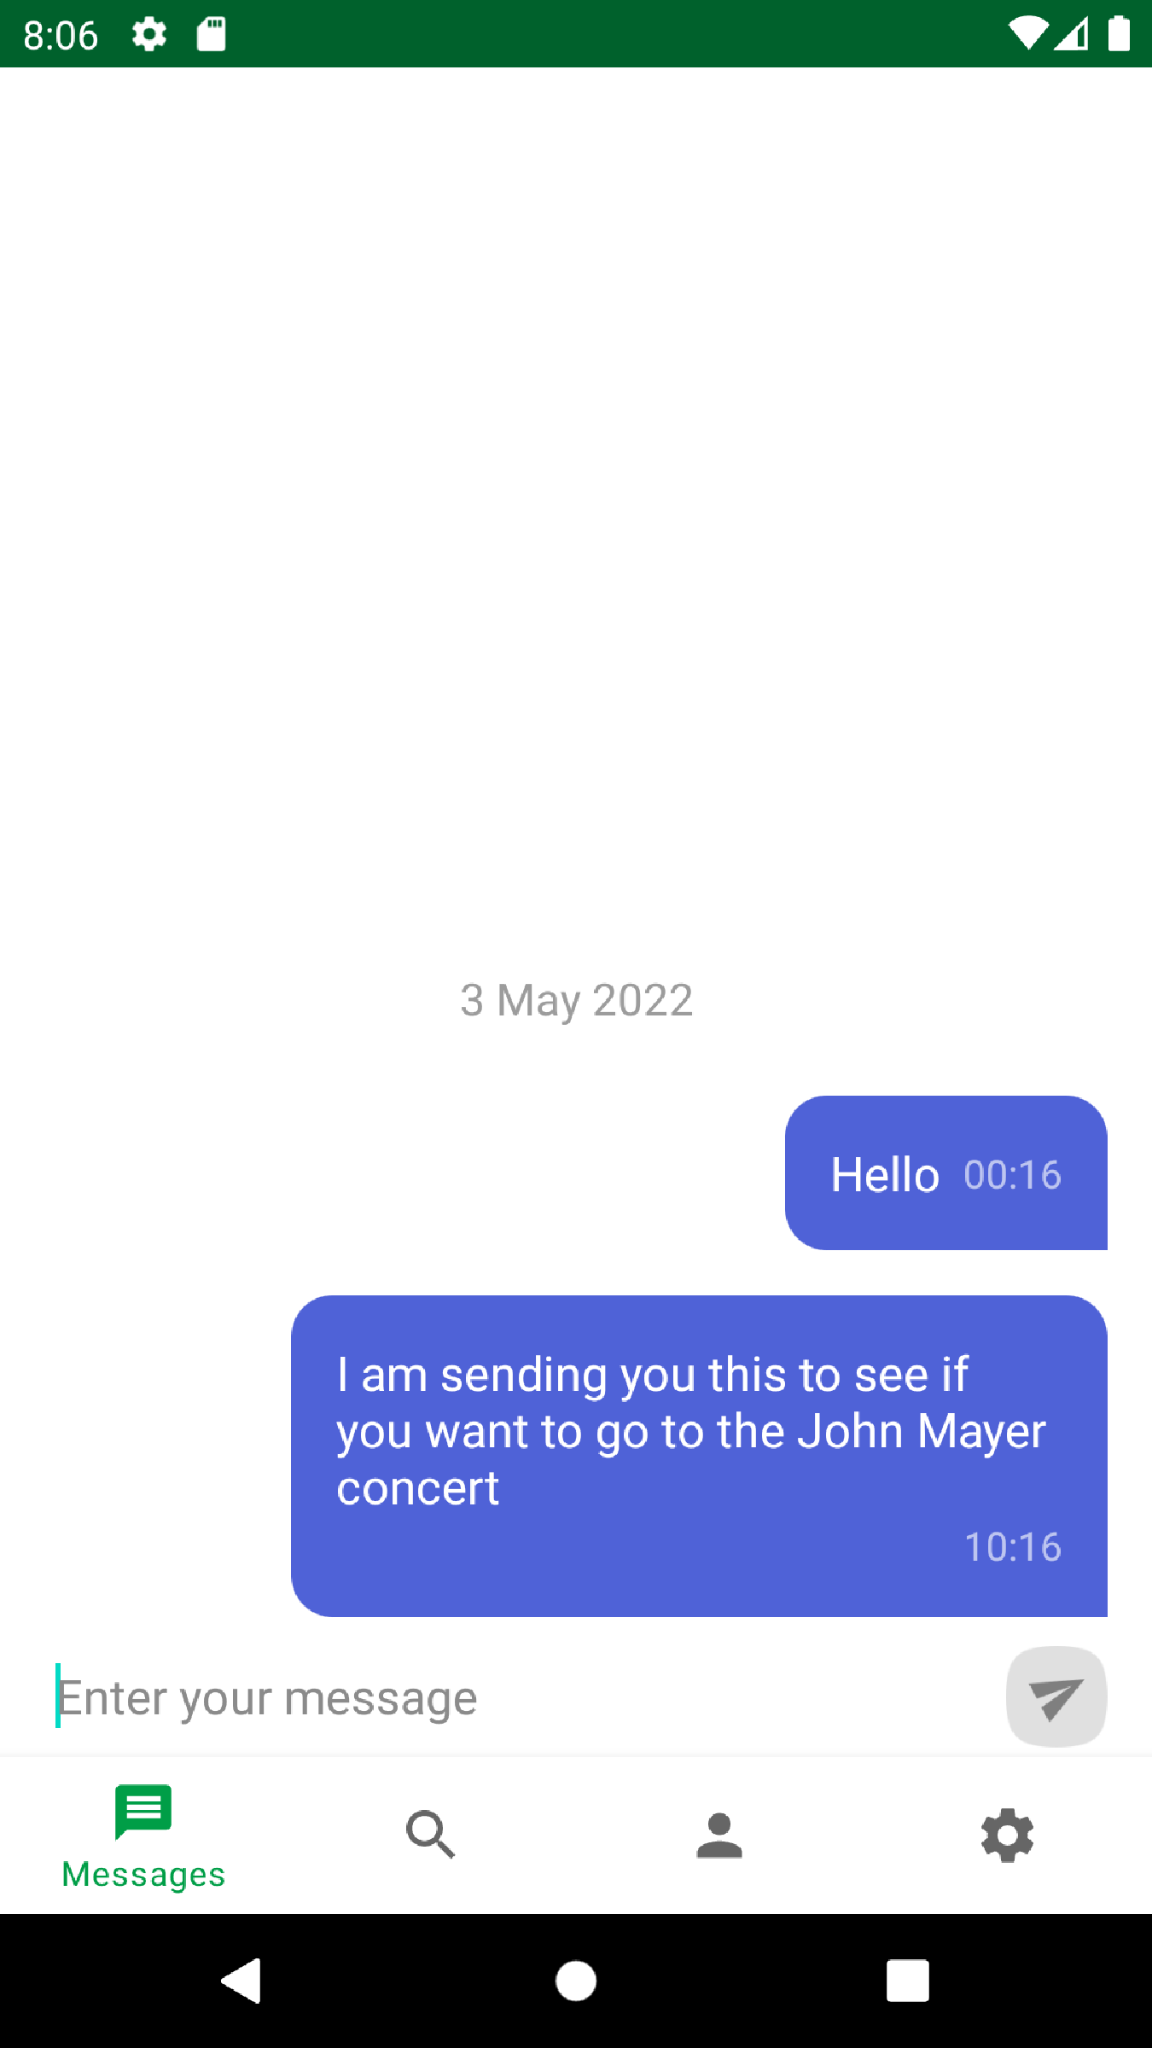 8:06
3 May 2022
Hello 00:16
I am sending you this to see if
you want to go to the John Mayer
concert
10:16
Enter your message
Messages